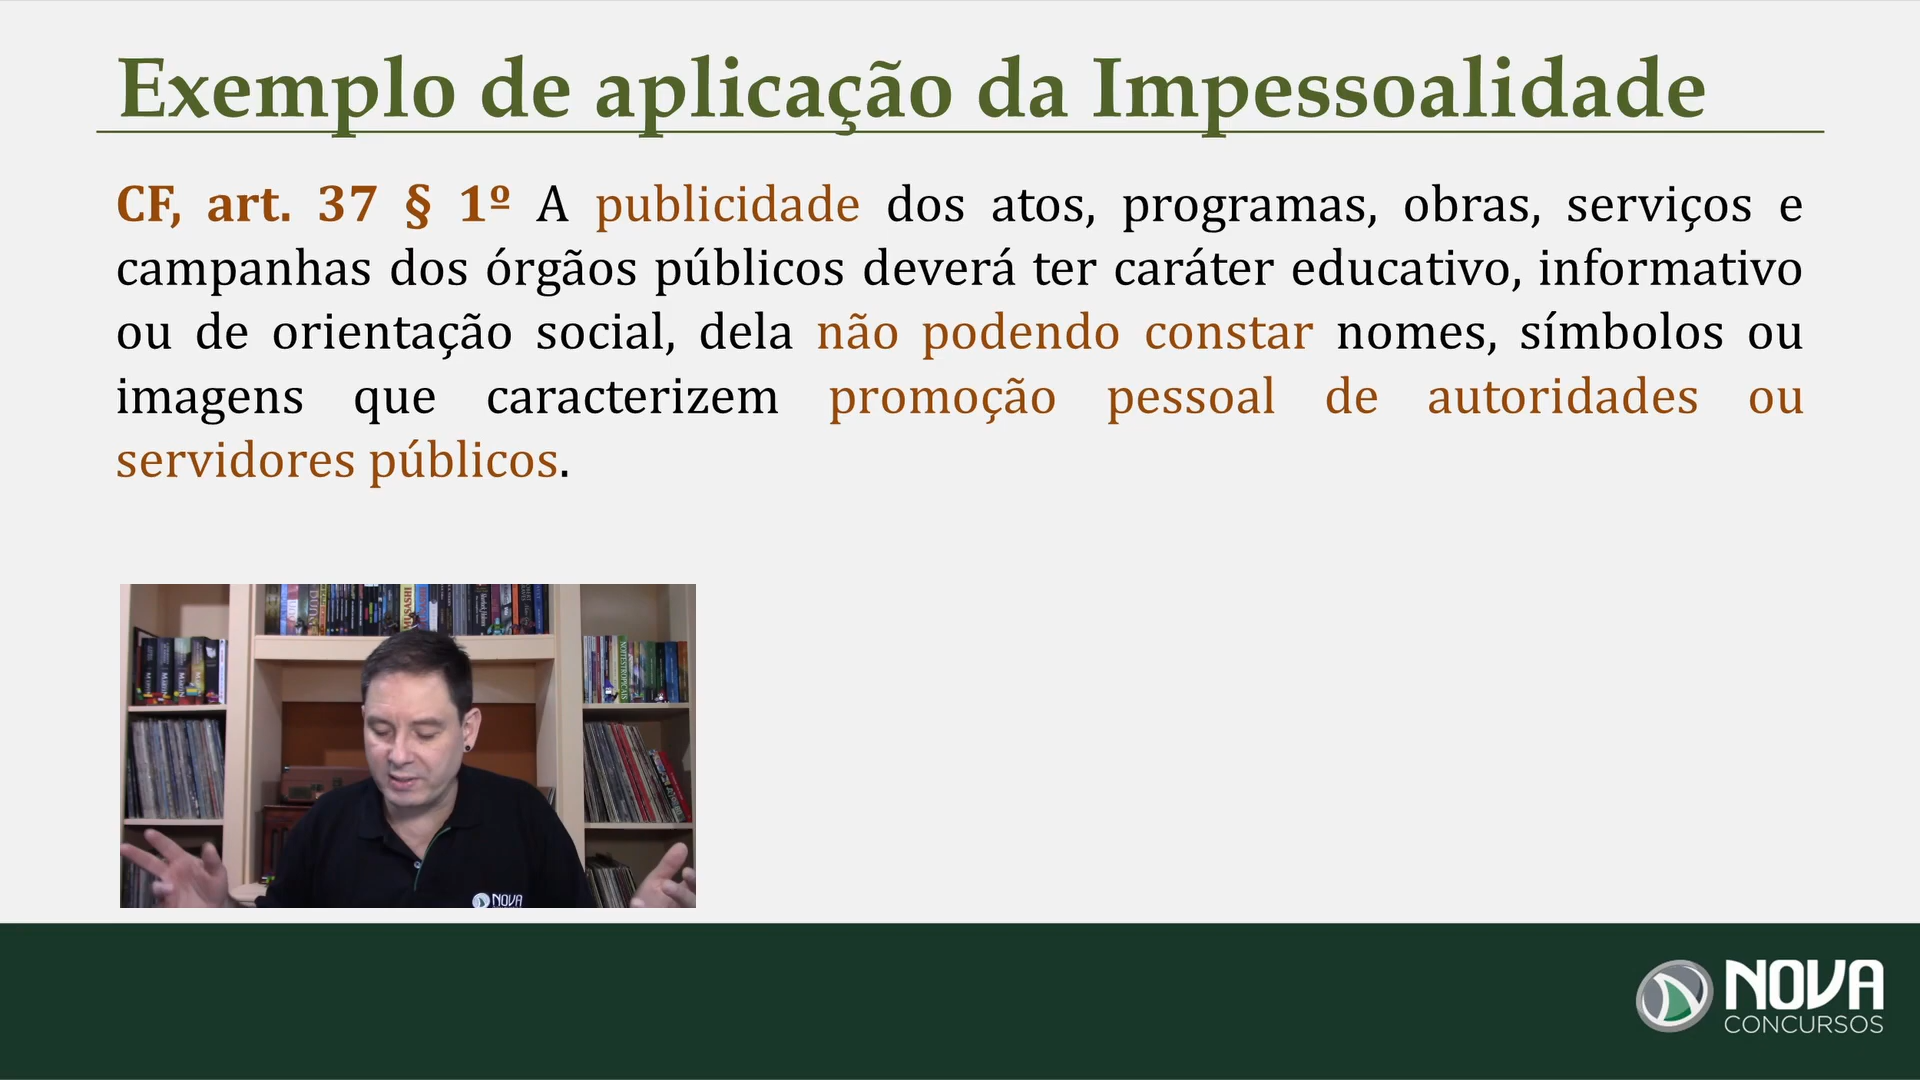 Exemplo de aplicação da Impessoalidade
CF, art. 37 § 1º A publicidade dos atos, programas, obras, serviços e
campanhas dos órgãos públicos deverá ter caráter educativo, informativo
ou de orientação social, dela não podendo constar nomes, símbolos ou
imagens que caracterizem promoção pessoal de autoridades ou
servidores públicos.
MUSASHI
NOVA
NOVA
CONCURSOS